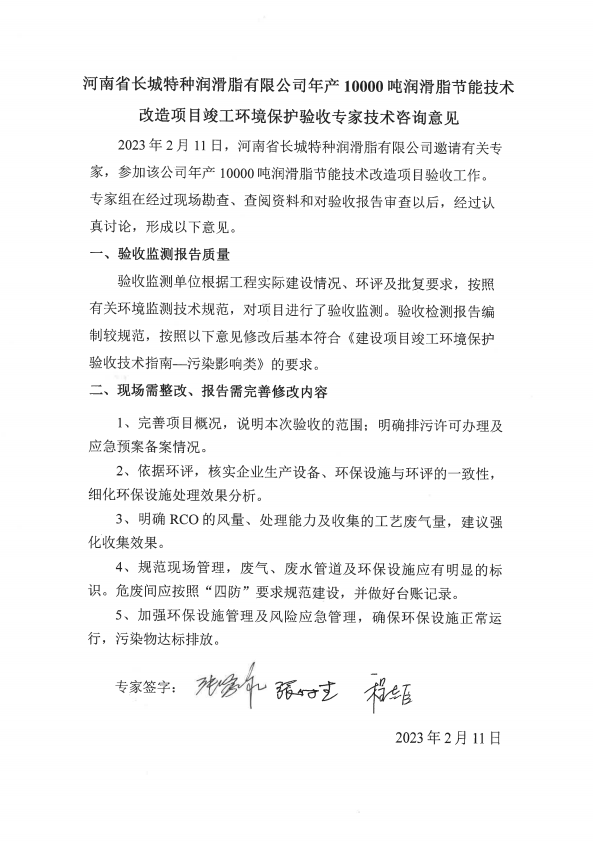 河南省长城特种润滑脂有限公司年产 10000 吨润滑脂节能技术
改造项目竣工环境保护验收专家技术咨询意见
2023 年 2 月 11 日，河南省长城特种润滑脂有限公司邀请有关专
家，参加该公司年产 10000 吨润滑脂节能技术改造项目验收工作。
专家组在经过现场勘查、查阅资料和对验收报告审查以后，经过认
真讨论，形成以下意见。
一、验收监测报告质量
验收监测单位根据工程实际建设情况、环评及批复要求，按照
有关环境监测技术规范，对项目进行了验收监测。验收检测报告编
制较规范，按照以下意见修改后基本符合《建设项目竣工环境保护
验收技术指南—污染影响类》的要求。
二、现场需整改、报告需完善修改内容
1、完善项目概况，说明本次验收的范围；明确排污许可办理及
应急预案备案情况。
2、依据环评，核实企业生产设备、环保设施与环评的一致性，
细化环保设施处理效果分析。
3、明确 RCO 的风量、处理能力及收集的工艺废气量，建议强
化收集效果。
4、规范现场管理，废气、废水管道及环保设施应有明显的标
识。危废间应按照“四防”要求规范建设，并做好台账记录。
5、加强环保设施管理及风险应急管理，确保环保设施正常运
行，污染物达标排放。
专家签字：
2023 年 2 月 11 日